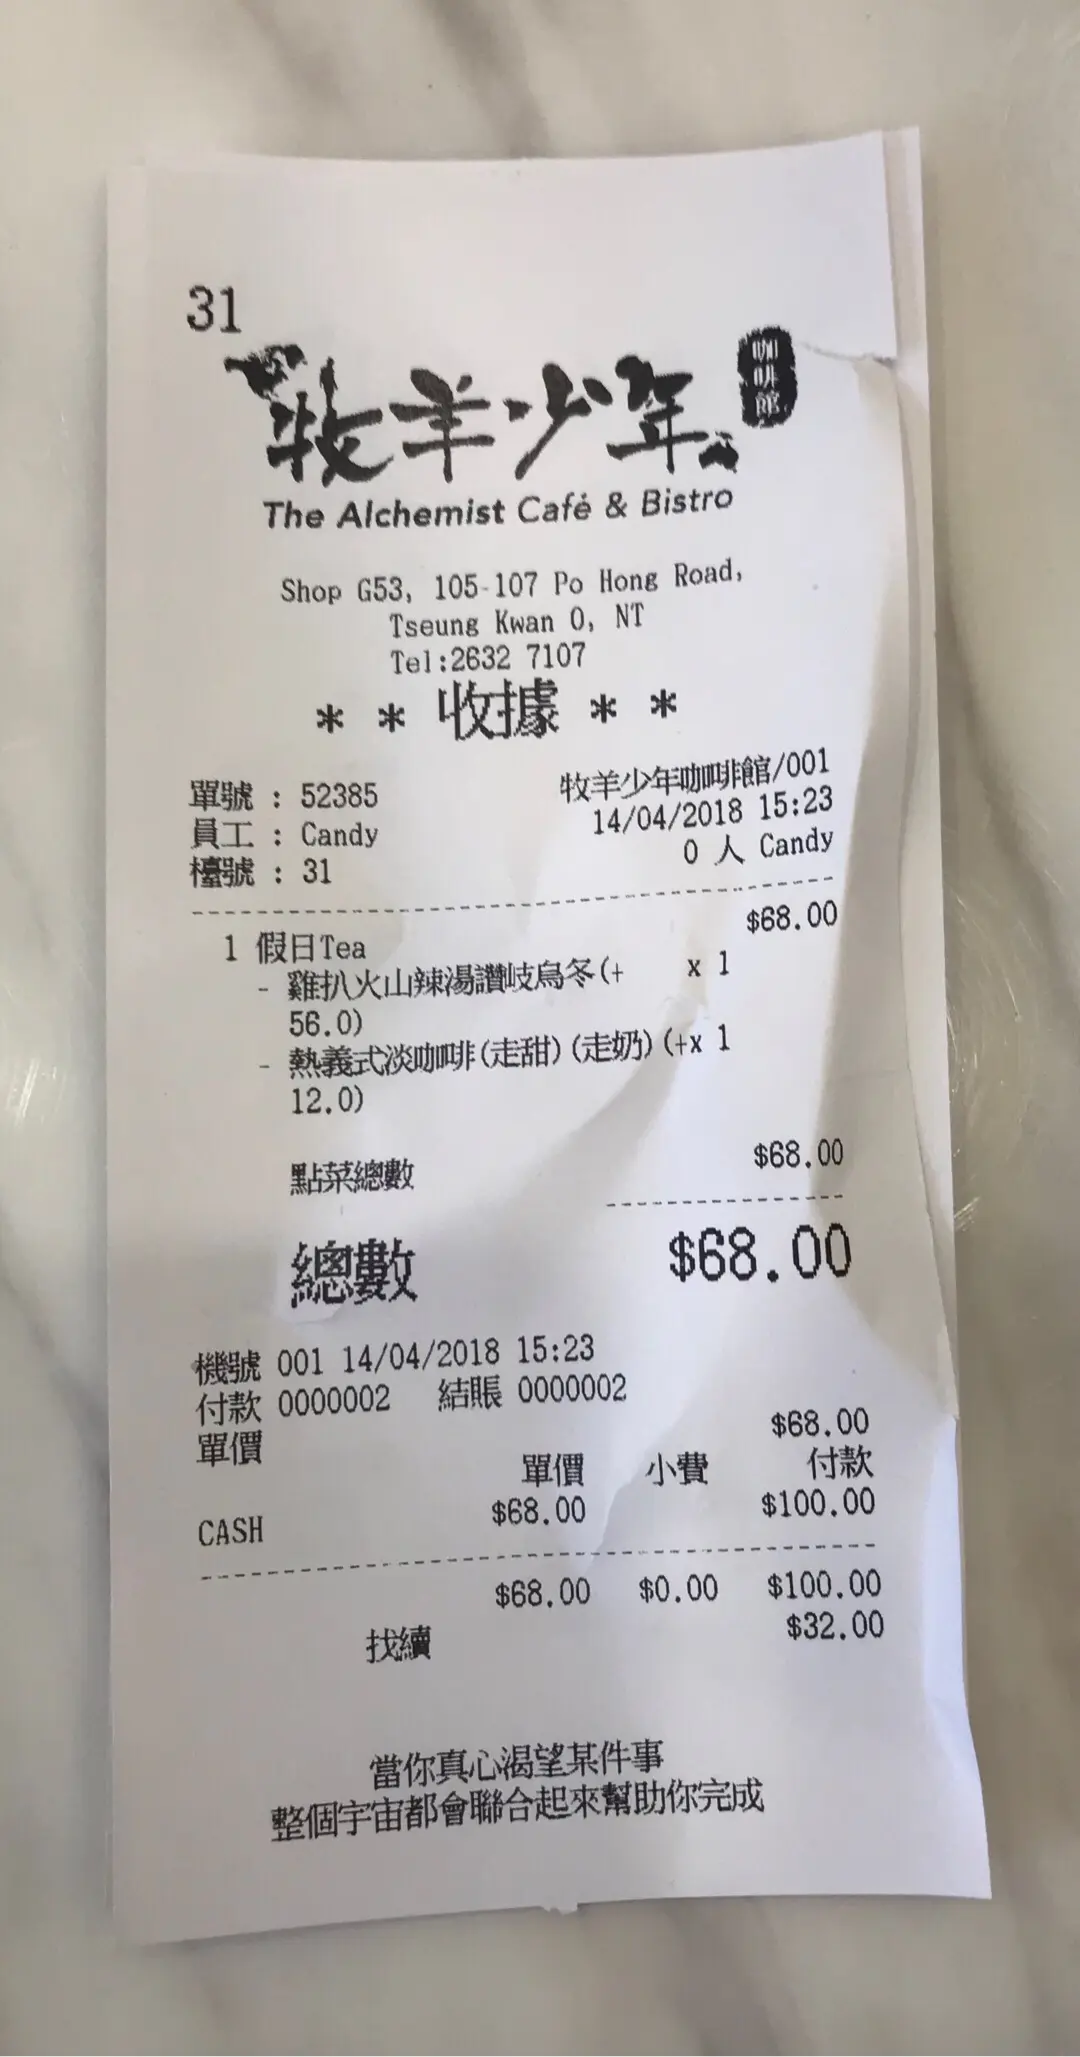 31
牧羊少年 咖啡館
The Alchemist Café & Bistro
Shop G53, 105-107 Po Hong Road,
Tseung Kwan O, NT
Tel:2632 7107
* * 收據 * *
單號 : 52385 牧羊少年咖啡館/001
員工 : Candy 14/04/2018 15:23
檯號 : 31 0 人 Candy
1 假日Tea $68.00
- 雞扒火山辣湯讚岐烏冬(+ x 1
56.0)
- 熱義式淡咖啡(走甜)(走奶)(+x 1
12.0)
點菜總數 $68.00
總數 $68.00
機號 001 14/04/2018 15:23
付款 0000002 結賬 0000002
單價 $68.00
單價 小費 付款
CASH $68.00 $100.00
$68.00 $0.00 $100.00
找續 $32.00
當你真心渴望某件事
整個宇宙都會聯合起來幫助你完成